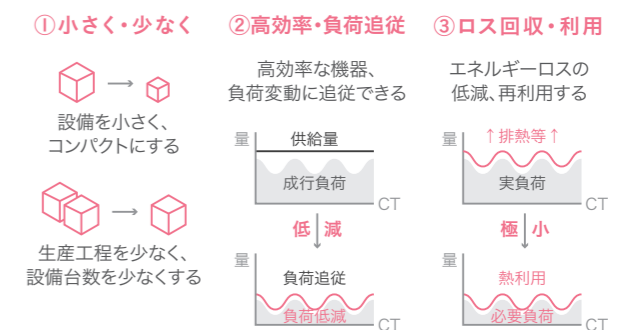 ①小さく・少なく
設備を小さく、
コンパクトにする
生産工程を少なく、
設備台数を少なくする
②高効率・負荷追従
高効率な機器、
負荷変動に追従できる
量
供給量
成行負荷
CT
低減
量
負荷追従
負荷低減
CT
③ロス回収・利用
エネルギーロスの
低減、再利用する
量
↑排熱等↑
実負荷
CT
極小
量
熱利用
必要負荷
CT